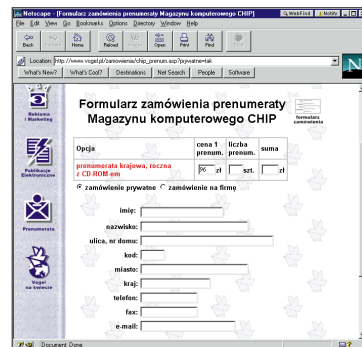 Netscape - [Formularz zamówienia prenumeraty Magazynu komputerowego CHIP]
QWebFind
Notify
File Edit View Go Bookmarks Options Directory Window Help
Back Forward Home Reload Images Open Print Find Stop
Location: http://www.vogel.pl/zamowienia/chip_prenum.asp?prywatne=tak
What's New? What's Cool? Destinations Net Search People Software
N
Reklama
i Marketing
Publikacje
Elektroniczne
Prenumerata
Vogel
na świecie
Formularz zamówienia prenumeraty
Magazynu komputerowego CHIP
formularz
zamówienia
Opcja
cena 1
prenum.
liczba
prenum.
suma
prenumerata krajowa, roczna
z CD-ROM-em
96 zł
szt.
zł
zamówienie prywatne
zamówienie na firmę
imię:
nazwisko:
ulica, nr domu:
kod:
miasto:
kraj:
telefon:
fax:
e-mail:
Document Done